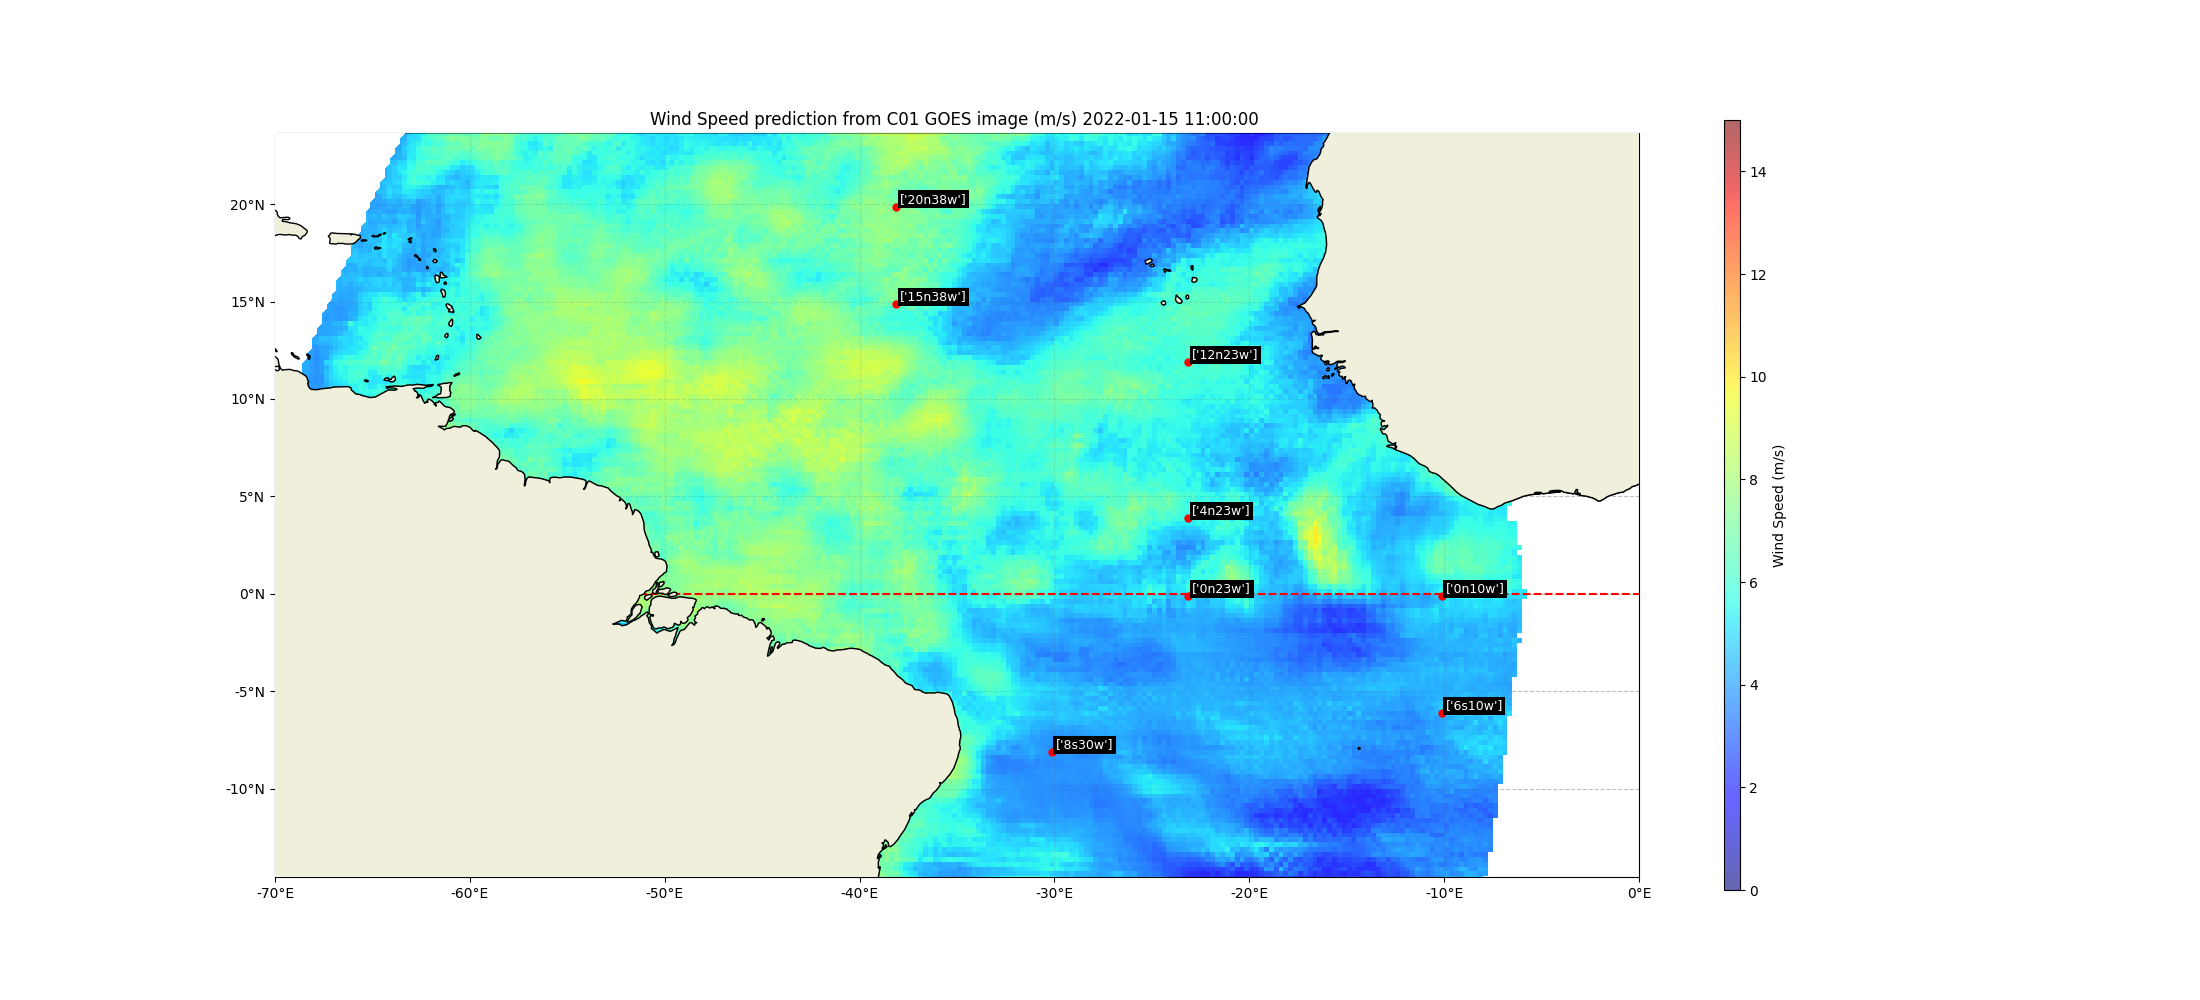 Wind Speed prediction from C01 GOES image (m/s) 2022-01-15 11:00:00
20°N
15°N
10°N
5°N
0°N
-5°N
-10°N
-70°E
-60°E
-50°E
-40°E
-30°E
-20°E
-10°E
0°E
['20n38w']
['15n38w']
['12n23w']
['4n23w']
['0n23w']
['0n10w']
['6s10w']
['8s30w']
14
12
10
8
6
4
2
0
Wind Speed (m/s)